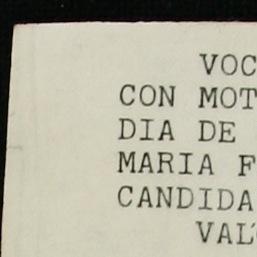 VOC
CON MOT
DIA DE
MARIA F
CANDIDA
VAL